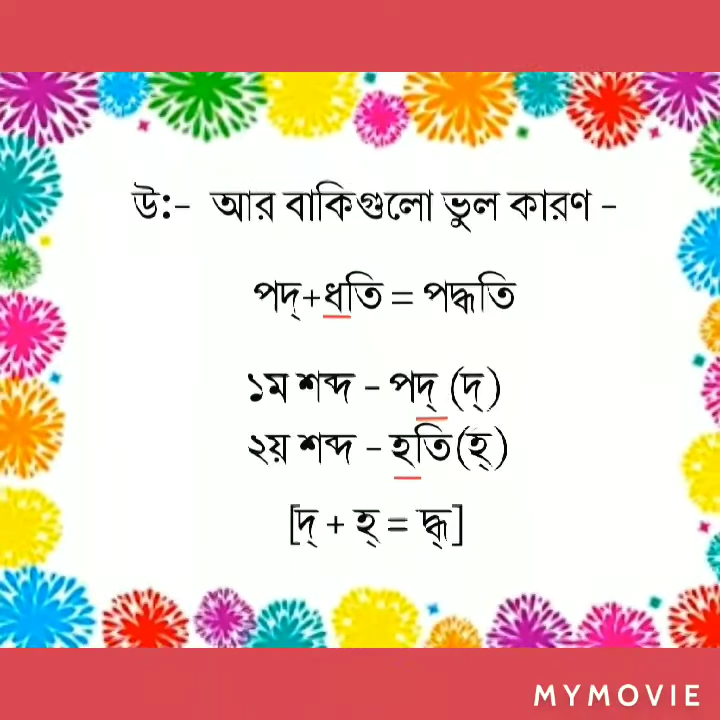 উঃ- আর বাকিগুলো ভুল কারণ -
পদ্+ধতি = পদ্ধতি
১ম শব্দ - পদ্ (দ্)
২য় শব্দ - হতি(হ্)
[দ্ + হ্ = দ্ধ্]
MYMOVIE